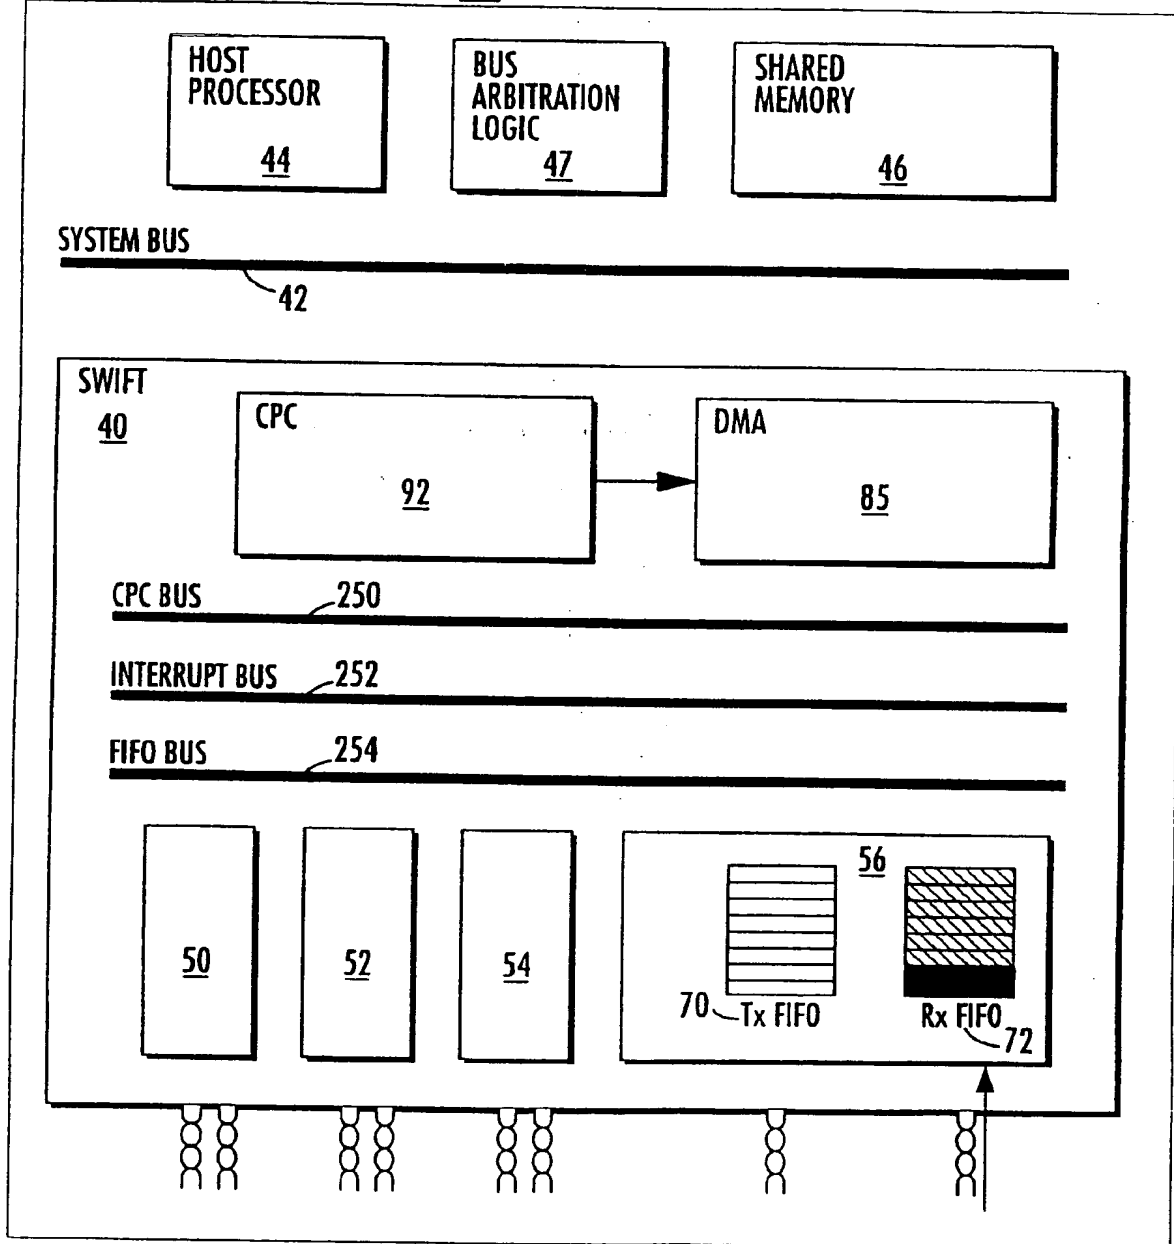 HOST
PROCESSOR
44
BUS
ARBITRATION
LOGIC
47
SHARED
MEMORY
46
SYSTEM BUS
42
SWIFT
40
CPC
92
DMA
85
CPC BUS
250
INTERRUPT BUS
252
FIFO BUS
254
50
52
54
56
70
Tx FIFO
Rx FIFO
72